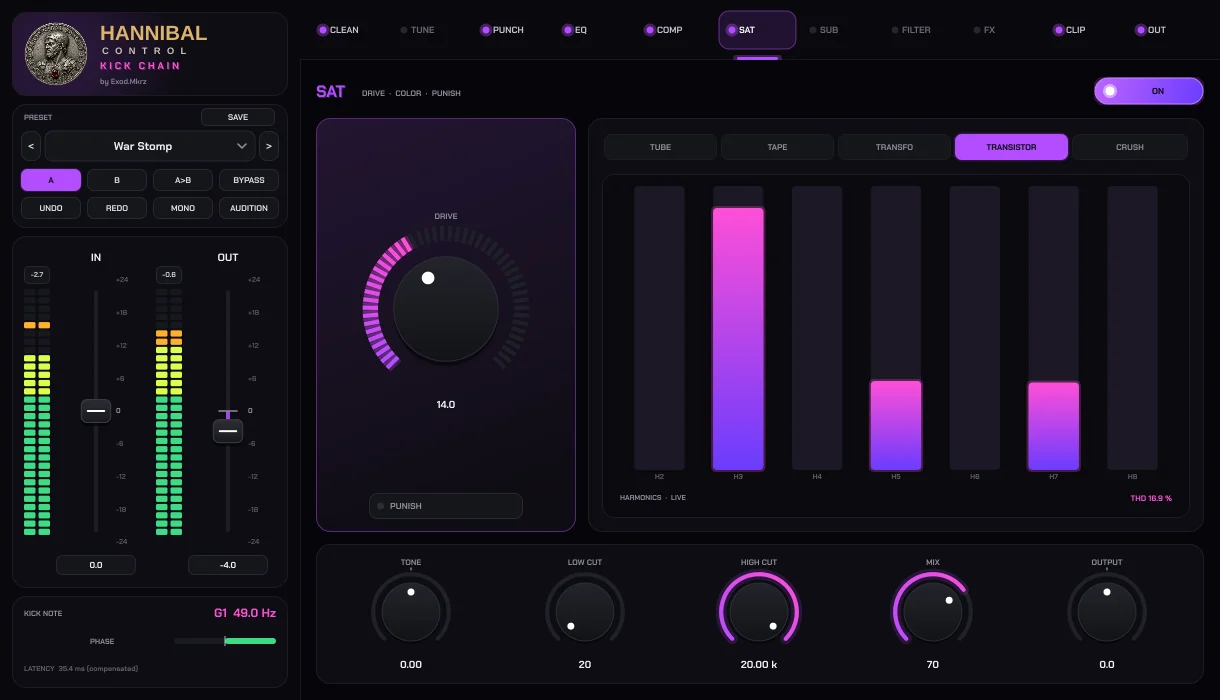 HANNIBAL
CONTROL
KICK CHAIN
by Exod.Mkrz
CLEAN
TUNE
PUNCH
EQ
COMP
SAT
SUB
FILTER
FX
CLIP
OUT
PRESET
SAVE
<
War Stomp
>
A
B
A>B
BYPASS
UNDO
REDO
MONO
AUDITION
IN
OUT
-2.7
-0.6
+24
+18
+12
+6
0
-6
-12
-18
-24
+24
+18
+12
+6
0
-6
-12
-18
-24
0.0
-4.0
KICK NOTE
G1 49.0 Hz
PHASE
LATENCY 35.4 ms (compensated)
SAT
DRIVE · COLOR · PUNISH
ON
DRIVE
14.0
PUNISH
TUBE
TAPE
TRANSFO
TRANSISTOR
CRUSH
H2
H3
H4
H5
H6
H7
H8
HARMONICS · LIVE
THD 16.9 %
TONE
LOW CUT
HIGH CUT
MIX
OUTPUT
0.00
20
20.00 k
70
0.0